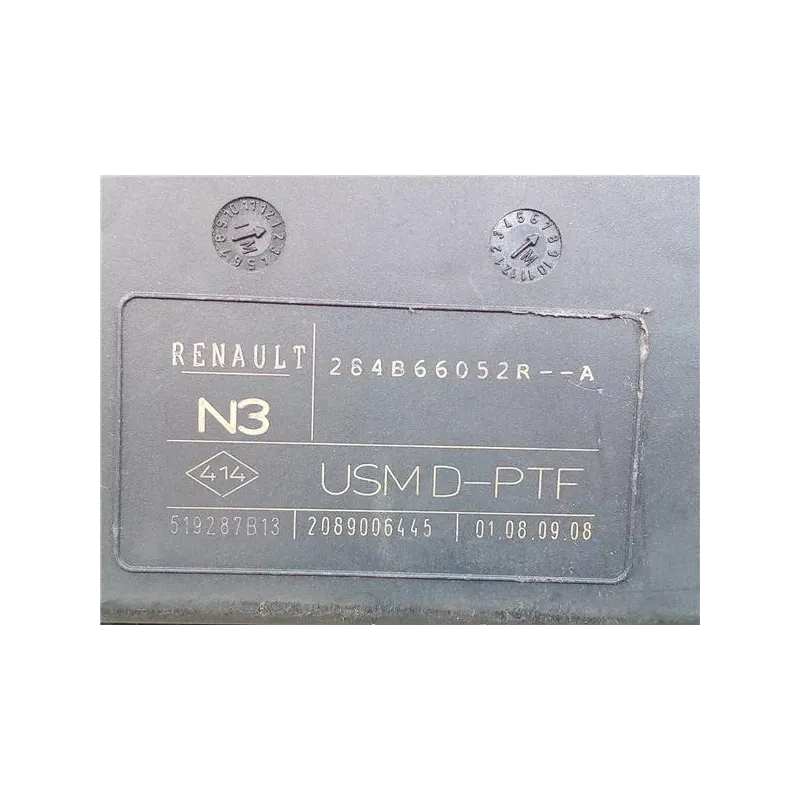 RENAULT
284B66052R--A
N3
414
USM D-PTF
519287B13
2089006445
01.08.09.08